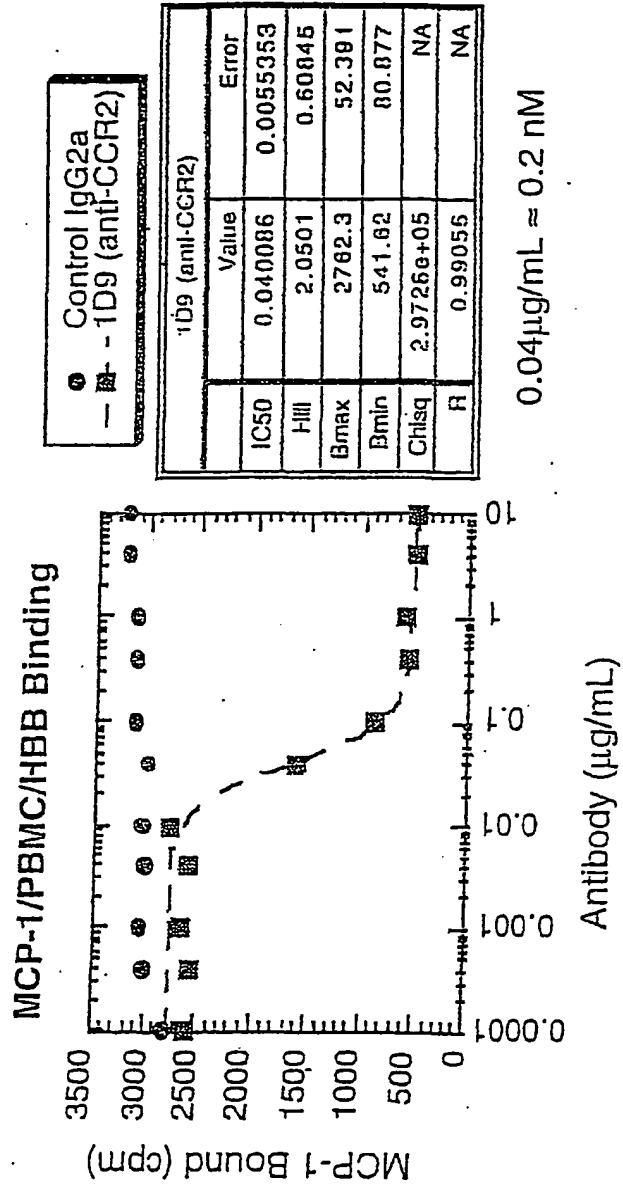 MCP-1/PBMC/HBB Binding
MCP-1 Bound (cpm)
3500
3000
2500
2000
1500
1000
500
0
0.0001
0.001
0.01
0.1
1
10
Antibody (µg/mL)
Control IgG2a
1D9 (anti-CCR2)
1D9 (anti-CCR2)
Value Error
IC50 0.040086 0.0055353
Hill 2.0501 0.60845
Bmax 2762.3 52.391
Bmin 541.62 80.877
Chisq 2.9726e+05 NA
R 0.99055 NA
0.04µg/mL ≈ 0.2 nM